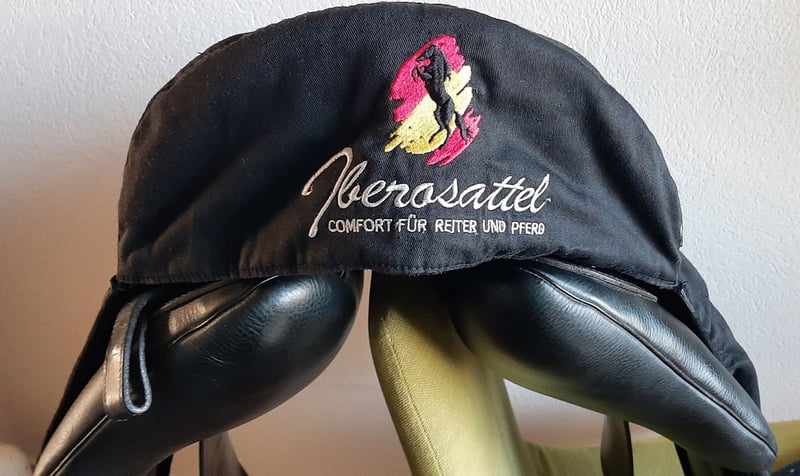 Iberosattel
COMFORT FÜR REITER UND PFERD